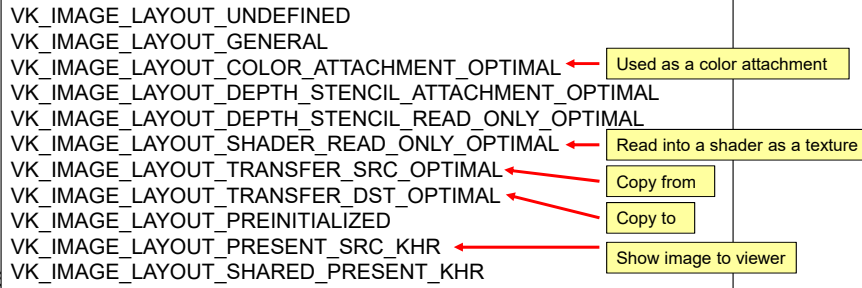 VK_IMAGE_LAYOUT_UNDEFINED
VK_IMAGE_LAYOUT_GENERAL
VK_IMAGE_LAYOUT_COLOR_ATTACHMENT_OPTIMAL
Used as a color attachment
VK_IMAGE_LAYOUT_DEPTH_STENCIL_ATTACHMENT_OPTIMAL
VK_IMAGE_LAYOUT_DEPTH_STENCIL_READ_ONLY_OPTIMAL
VK_IMAGE_LAYOUT_SHADER_READ_ONLY_OPTIMAL
Read into a shader as a texture
VK_IMAGE_LAYOUT_TRANSFER_SRC_OPTIMAL
Copy from
VK_IMAGE_LAYOUT_TRANSFER_DST_OPTIMAL
Copy to
VK_IMAGE_LAYOUT_PREINITIALIZED
VK_IMAGE_LAYOUT_PRESENT_SRC_KHR
Show image to viewer
VK_IMAGE_LAYOUT_SHARED_PRESENT_KHR